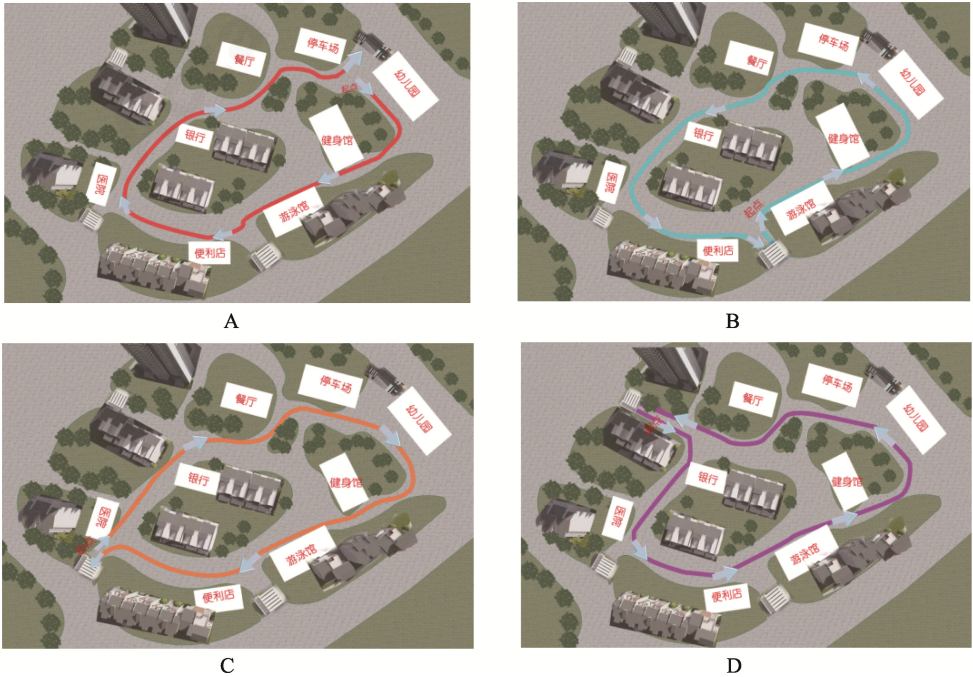 停车场
餐厅
幼儿园
起点
健身馆
银行
医院
游泳馆
便利店
A
停车场
餐厅
幼儿园
健身馆
银行
医院
起点
游泳馆
便利店
B
停车场
餐厅
幼儿园
银行
健身馆
医院
游泳馆
便利店
C
停车场
餐厅
幼儿园
银行
健身馆
医院
游泳馆
便利店
D